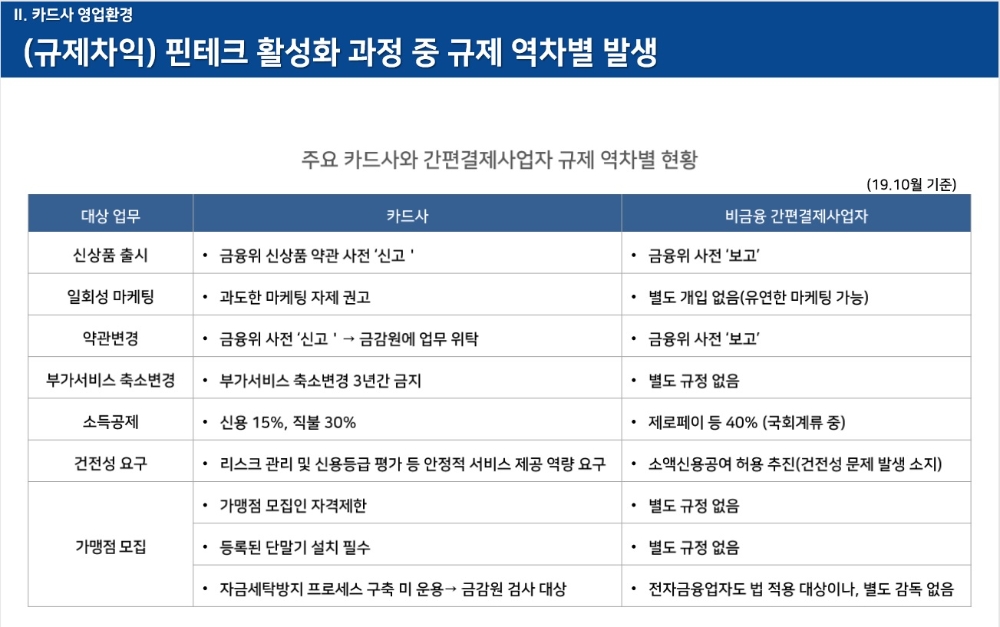 II. 카드사 영업환경
(규제차익) 핀테크 활성화 과정 중 규제 역차별 발생
주요 카드사와 간편결제사업자 규제 역차별 현황
(19.10월 기준)
대상 업무 카드사 비금융 간편결제사업자
신상품 출시 • 금융위 신상품 약관 사전 ‘신고 ' • 금융위 사전 ‘보고’
일회성 마케팅 • 과도한 마케팅 자제 권고 • 별도 개입 없음(유연한 마케팅 가능)
약관변경 • 금융위 사전 ‘신고 ' → 금감원에 업무 위탁 • 금융위 사전 ‘보고’
부가서비스 축소변경 • 부가서비스 축소변경 3년간 금지 • 별도 규정 없음
소득공제 • 신용 15%, 직불 30% • 제로페이 등 40% (국회계류 중)
건전성 요구 • 리스크 관리 및 신용등급 평가 등 안정적 서비스 제공 역량 요구 • 소액신용공여 허용 추진(건전성 문제 발생 소지)
가맹점 모집 • 가맹점 모집인 자격제한 • 별도 규정 없음
• 등록된 단말기 설치 필수 • 별도 규정 없음
• 자금세탁방지 프로세스 구축 미 운용→ 금감원 검사 대상 • 전자금융업자도 법 적용 대상이나, 별도 감독 없음